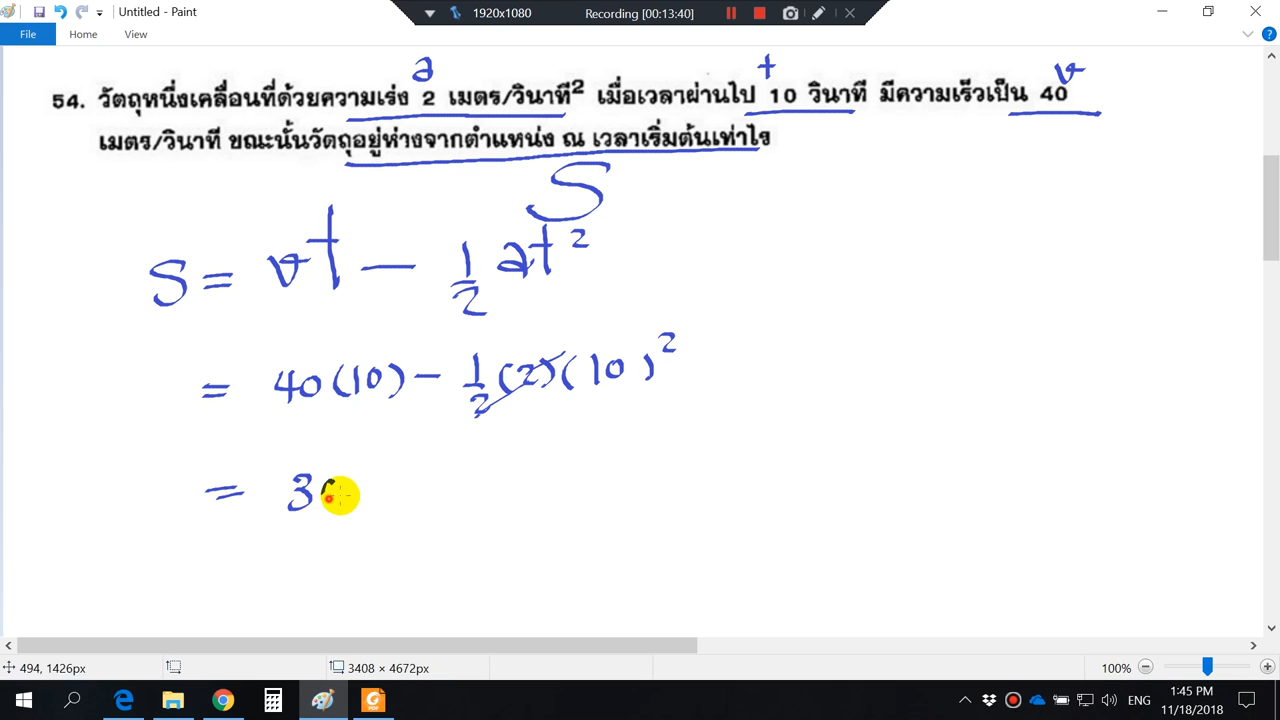 Untitled - Paint
1920x1080
Recording [00:13:40]
File Home View
a t v
54. วัตถุหนึ่งเคลื่อนที่ด้วยความเร่ง 2 เมตร/วินาที² เมื่อเวลาผ่านไป 10 วินาที มีความเร็วเป็น 40
เมตร/วินาที ขณะนั้นวัตถุอยู่ห่างจากตำแหน่ง ณ เวลาเริ่มต้นเท่าไร
S
S = vt - 1/2 at²
= 40(10) - 1/2 (2)(10)²
= 3
494, 1426px
3408 × 4672px
100%
ENG
1:45 PM
11/18/2018